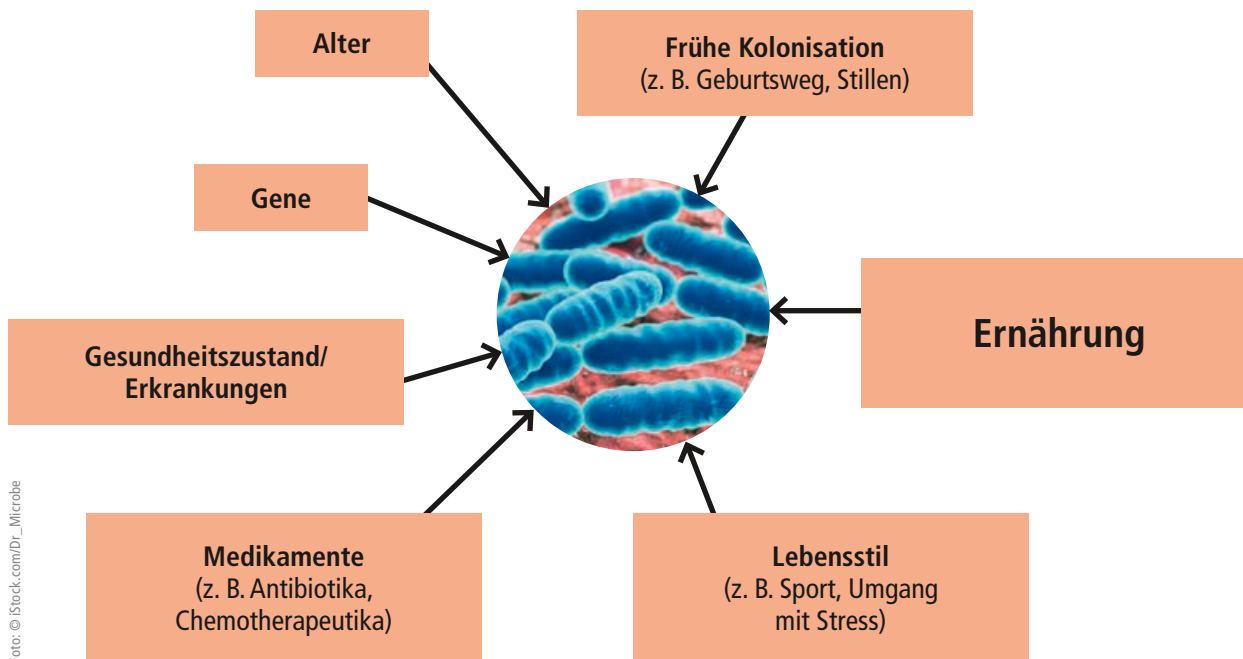 Alter
Frühe Kolonisation
(z. B. Geburtsweg, Stillen)
Gene
Ernährung
Gesundheitszustand/
Erkrankungen
Medikamente
(z. B. Antibiotika,
Chemotherapeutika)
Lebensstil
(z. B. Sport, Umgang
mit Stress)
oto: © iStock.com/Dr_Microbe